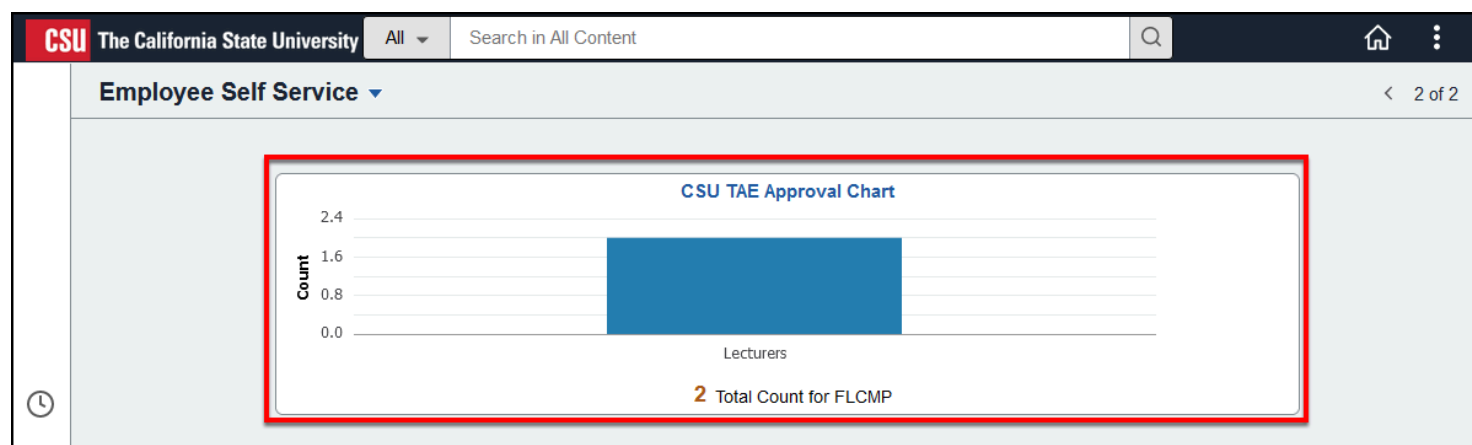 CSU The California State University All Search in All Content
Employee Self Service < 2 of 2
CSU TAE Approval Chart
2.4
1.6
0.8
0.0
Count
Lecturers
2 Total Count for FLCMP